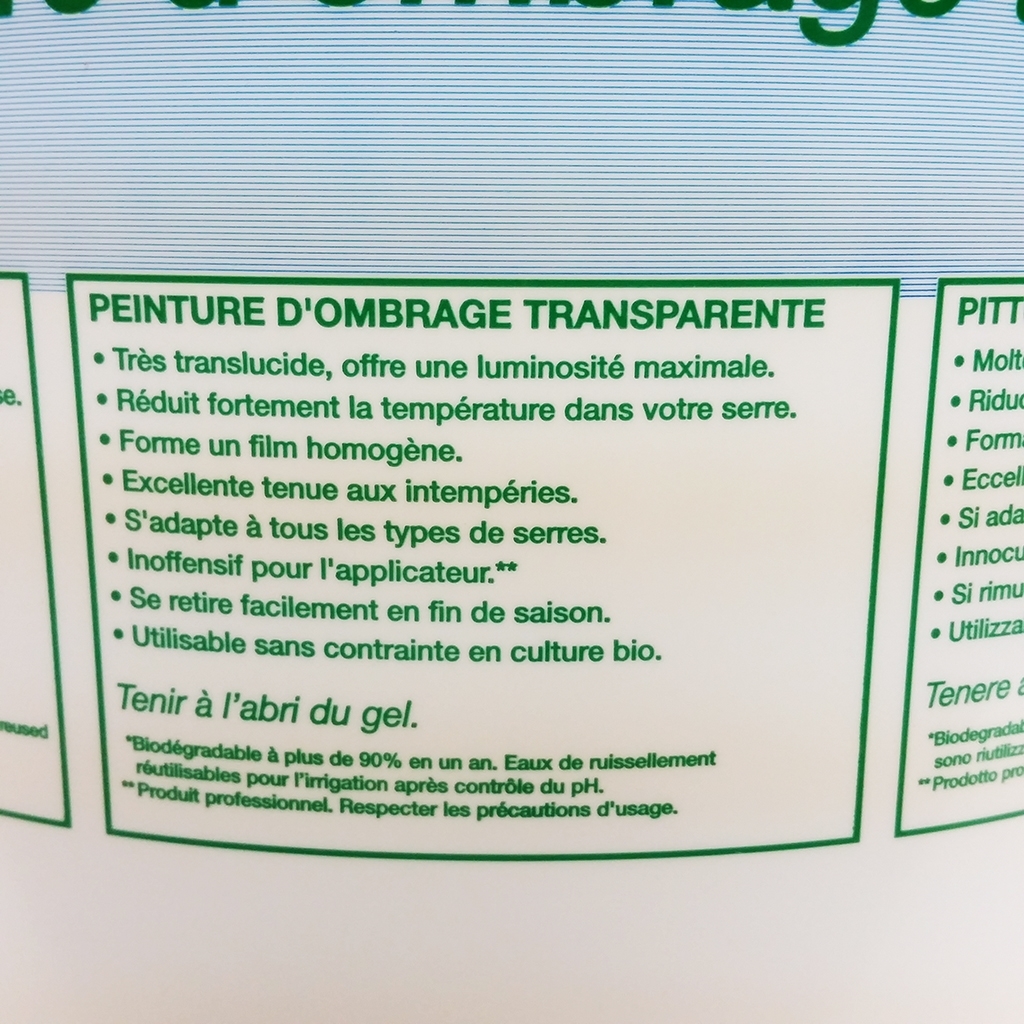 d'ombrage
PEINTURE D'OMBRAGE TRANSPARENTE
• Très translucide, offre une luminosité maximale.
• Réduit fortement la température dans votre serre.
• Forme un film homogène.
• Excellente tenue aux intempéries.
• S'adapte à tous les types de serres.
• Inoffensif pour l'applicateur.**
• Se retire facilement en fin de saison.
• Utilisable sans contrainte en culture bio.
Tenir à l'abri du gel.
*Biodégradable à plus de 90% en un an. Eaux de ruissellement
réutilisables pour l'irrigation après contrôle du pH.
**Produit professionnel. Respecter les précautions d'usage.
se.
reused
PITT
• Molt
• Riduc
• Forma
• Eccell
• Si ada
• Innocu
• Si rimu
• Utilizza
Tenere a
*Biodegradab
sono riutilizz
**Prodotto pro